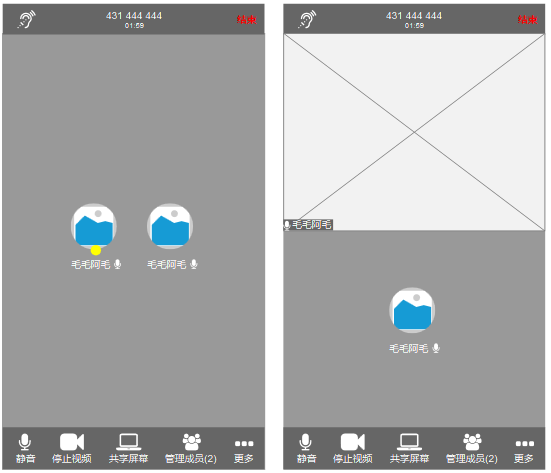 431 444 444
01:59
结束
毛毛阿毛
毛毛阿毛
静音
停止视频
共享屏幕
管理成员(2)
更多
431 444 444
01:59
结束
毛毛阿毛
毛毛阿毛
静音
停止视频
共享屏幕
管理成员(2)
更多